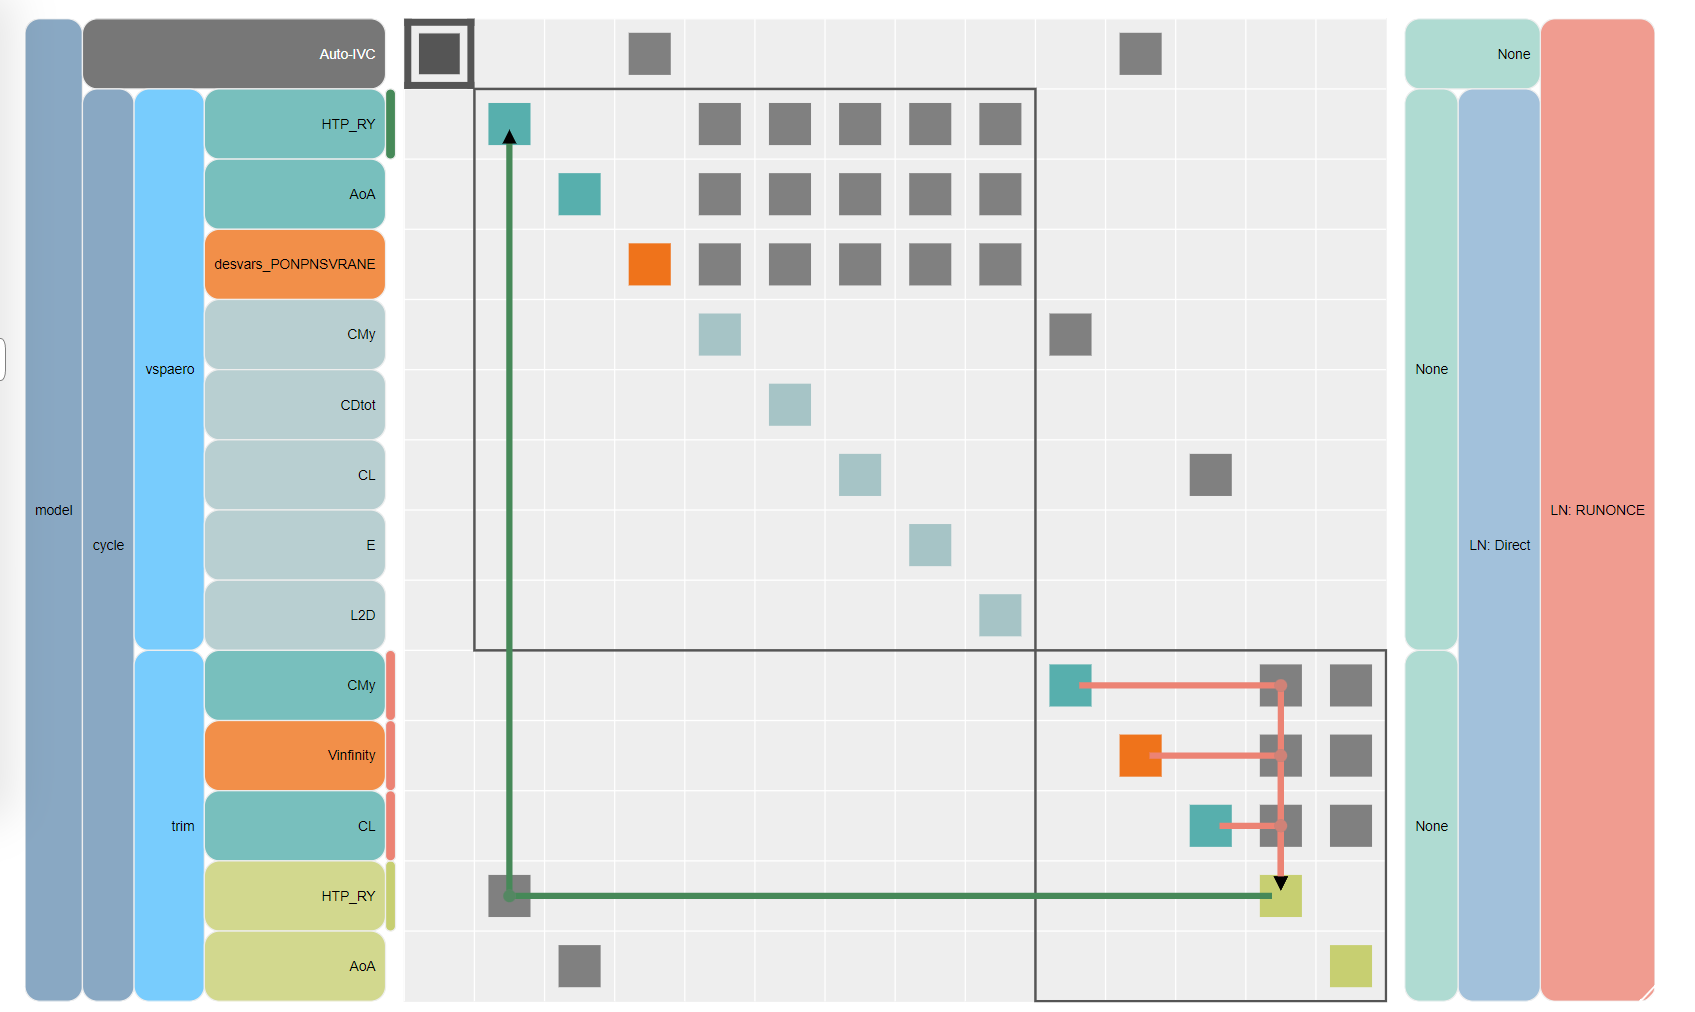 Auto-IVC
None
HTP_RY
AoA
desvars_PONPNSVRANE
CMy
vspaero
None
CDtot
CL
model
LN: RUNONCE
cycle
E
LN: Direct
L2D
CMy
Vinfinity
trim
CL
None
HTP_RY
AoA